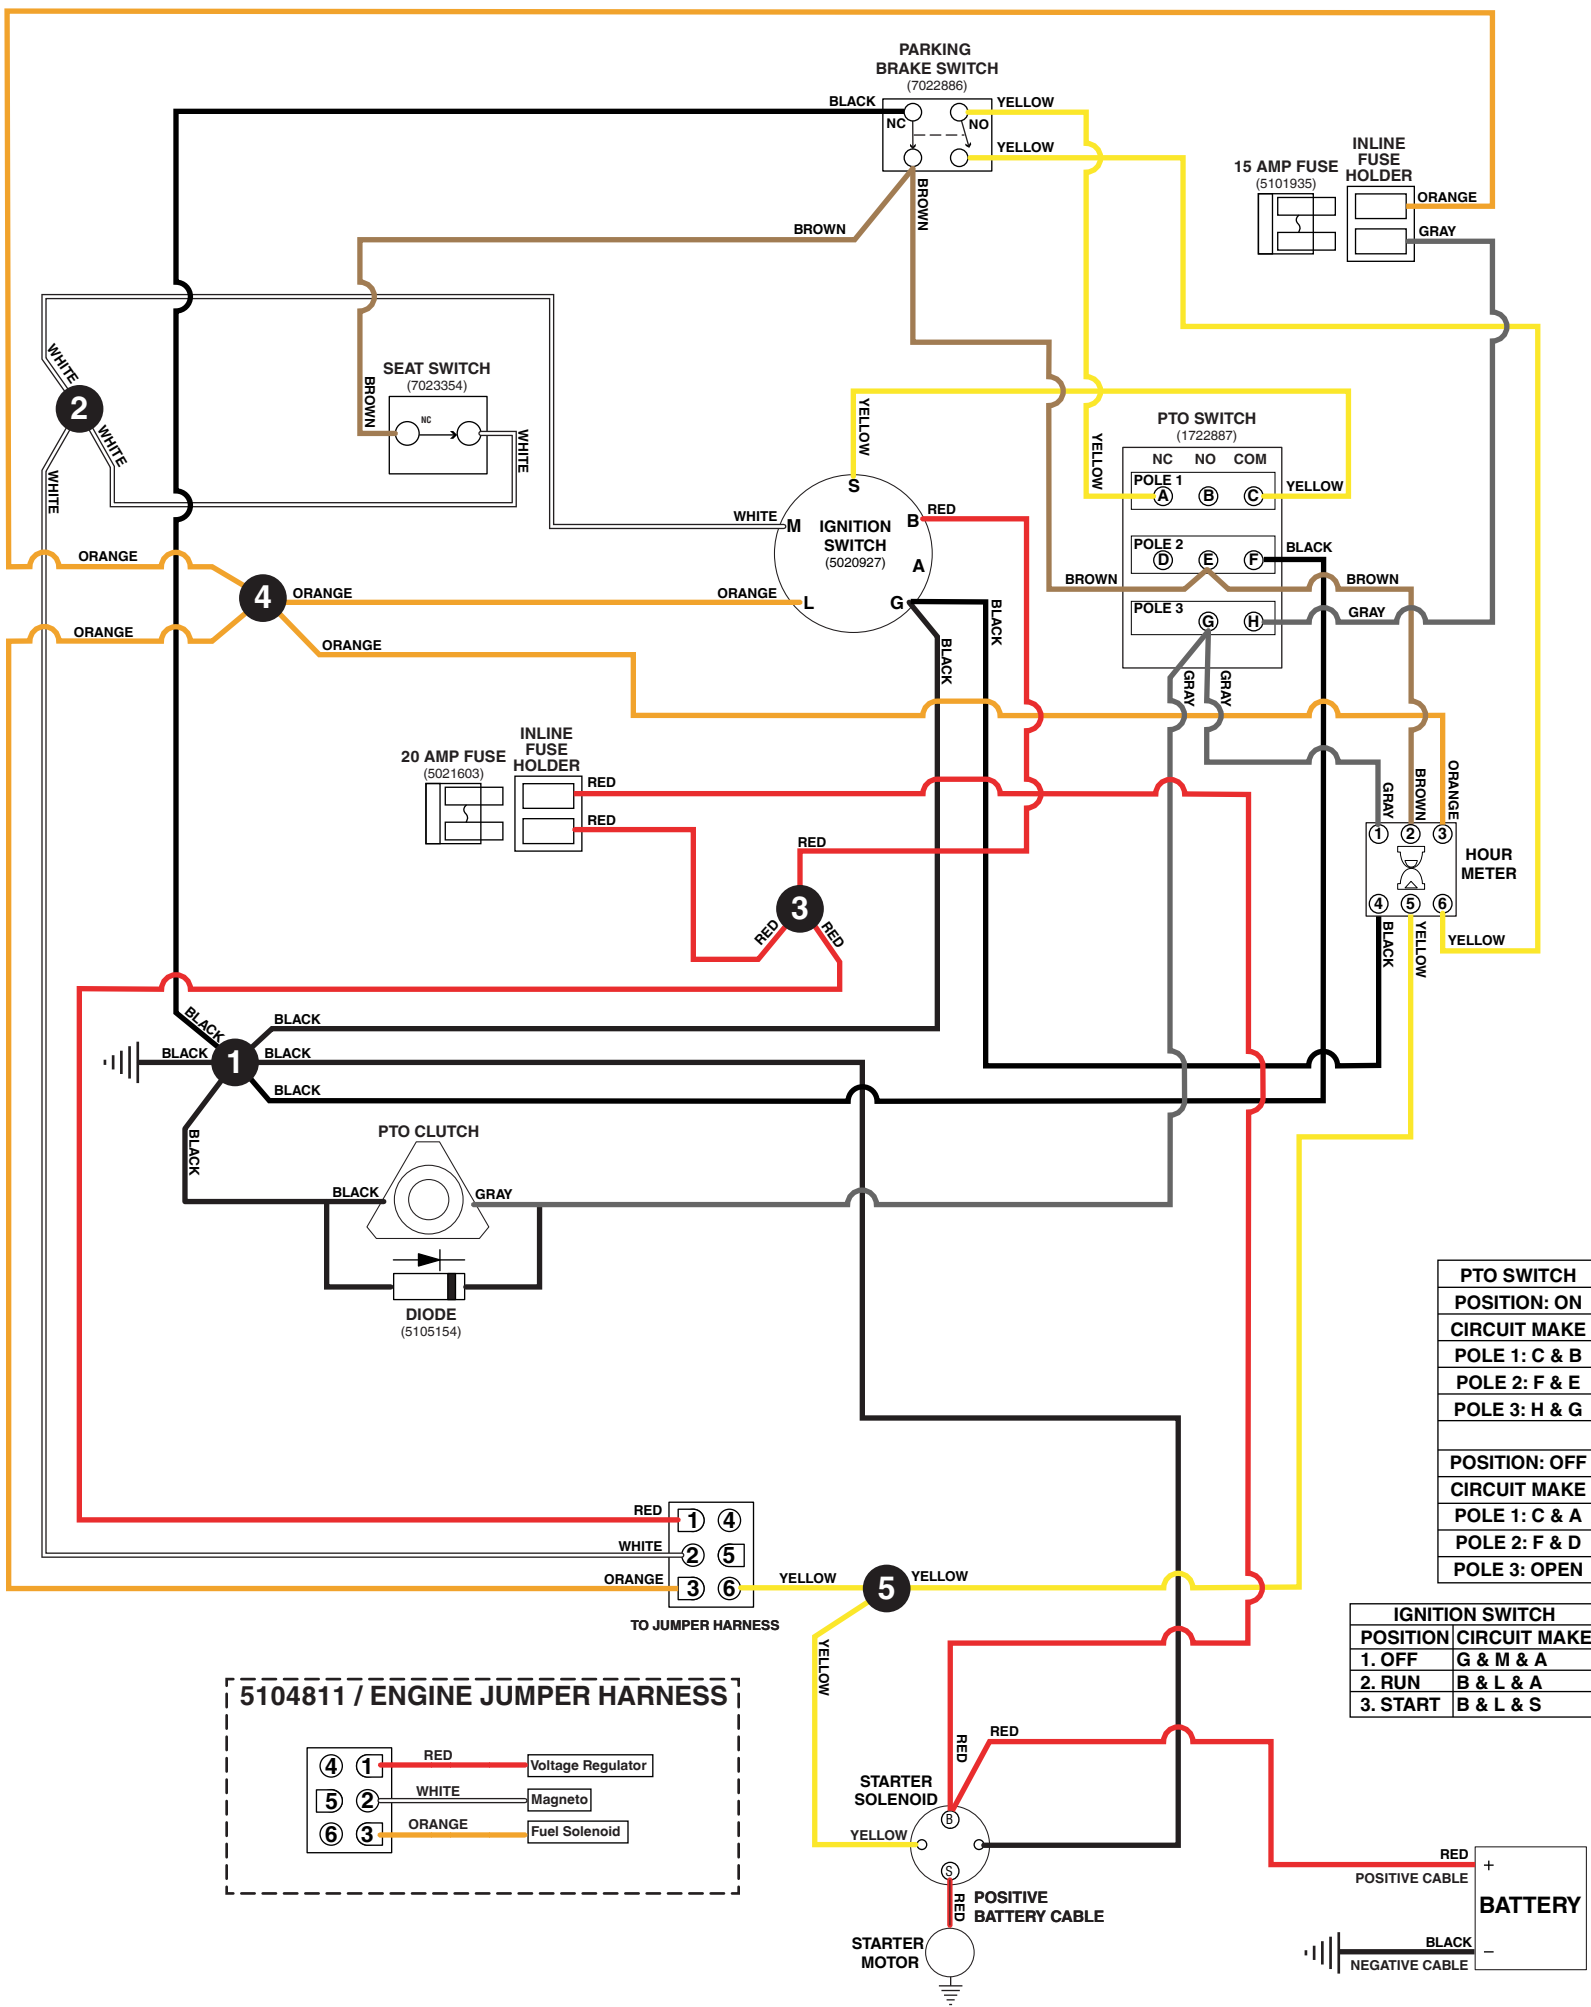 PARKING
BRAKE SWITCH
(7022886)
BLACK
YELLOW
NC
NO
YELLOW
BROWN
BROWN
15 AMP FUSE
(5101935)
INLINE
FUSE
HOLDER
ORANGE
GRAY
WHITE
2
WHITE
WHITE
SEAT SWITCH
(7023354)
BROWN
NC
WHITE
YELLOW
S
WHITE
M
IGNITION
SWITCH
(5020927)
B
RED
A
L
G
PTO SWITCH
(1722887)
NC NO COM
YELLOW
POLE 1
A B C
YELLOW
POLE 2
D E F
BLACK
BROWN
BROWN
POLE 3
G H
GRAY
GRAY
GRAY
ORANGE
4
ORANGE
ORANGE
ORANGE
ORANGE
BLACK
BLACK
20 AMP FUSE
(5021603)
INLINE
FUSE
HOLDER
RED
RED
RED
3
RED
RED
GRAY
BROWN
ORANGE
1 2 3
HOUR
METER
4 5 6
BLACK
YELLOW
YELLOW
BLACK
BLACK
BLACK
1
BLACK
BLACK
BLACK
PTO CLUTCH
BLACK
GRAY
DIODE
(5105154)
PTO SWITCH
POSITION: ON
CIRCUIT MAKE
POLE 1: C & B
POLE 2: F & E
POLE 3: H & G
POSITION: OFF
CIRCUIT MAKE
POLE 1: C & A
POLE 2: F & D
POLE 3: OPEN
RED
1 4
WHITE
2 5
ORANGE
3 6
YELLOW
5
YELLOW
TO JUMPER HARNESS
YELLOW
IGNITION SWITCH
POSITION CIRCUIT MAKE
1. OFF G & M & A
2. RUN B & L & A
3. START B & L & S
5104811 / ENGINE JUMPER HARNESS
4 1
RED
Voltage Regulator
5 2
WHITE
Magneto
6 3
ORANGE
Fuel Solenoid
RED
RED
STARTER
SOLENOID
B
YELLOW
S
RED
POSITIVE
BATTERY CABLE
STARTER
MOTOR
RED
POSITIVE CABLE
+
BATTERY
BLACK
−
NEGATIVE CABLE